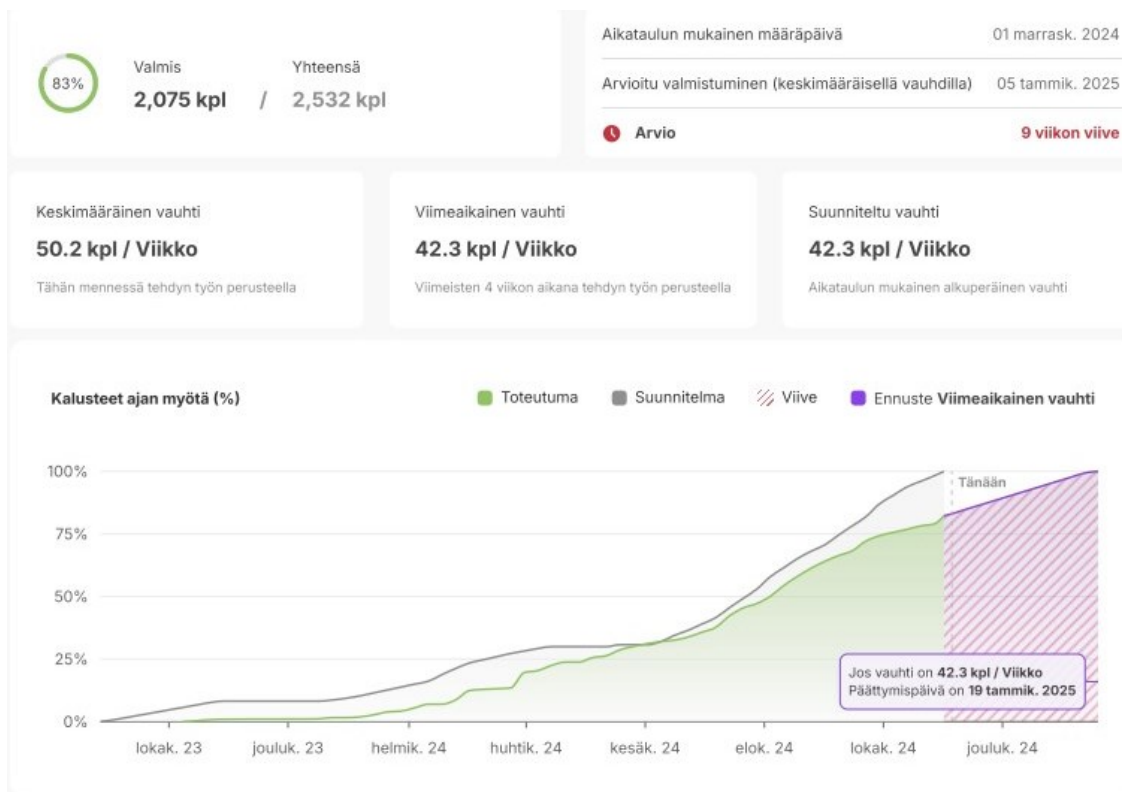 83%
Valmis
Yhteensä
2,075 kpl / 2,532 kpl
Aikataulun mukainen määräpäivä 01 marrask. 2024
Arvioitu valmistuminen (keskimääräisellä vauhdilla) 05 tammik. 2025
Arvio 9 viikon viive
Keskimääräinen vauhti
50.2 kpl / Viikko
Tähän mennessä tehdyn työn perusteella
Viimeaikainen vauhti
42.3 kpl / Viikko
Viimeisten 4 viikon aikana tehdyn työn perusteella
Suunniteltu vauhti
42.3 kpl / Viikko
Aikataulun mukainen alkuperäinen vauhti
Kalusteet ajan myötä (%)
Toteutuma Suunnitelma Viive Ennuste Viimeaikainen vauhti
100%
75%
50%
25%
0%
Tänään
Jos vauhti on 42.3 kpl / Viikko
Päättymispäivä on 19 tammik. 2025
lokak. 23 jouluk. 23 helmik. 24 huhtik. 24 kesäk. 24 elok. 24 lokak. 24 jouluk. 24